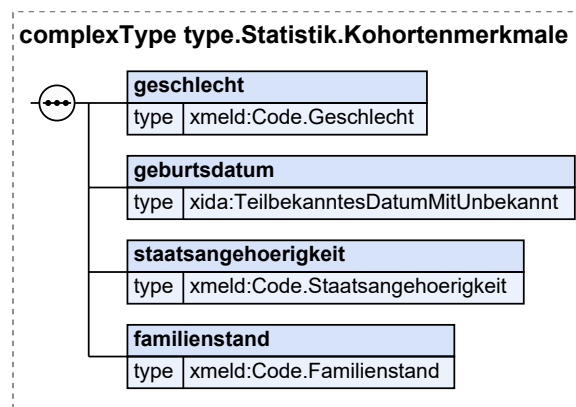 complexType type.Statistik.Kohortenmerkmale
geschlecht
type xmeld:Code.Geschlecht
geburtsdatum
type xida:TeilbekanntesDatumMitUnbekannt
staatsangehoerigkeit
type xmeld:Code.Staatsangehoerigkeit
familienstand
type xmeld:Code.Familienstand